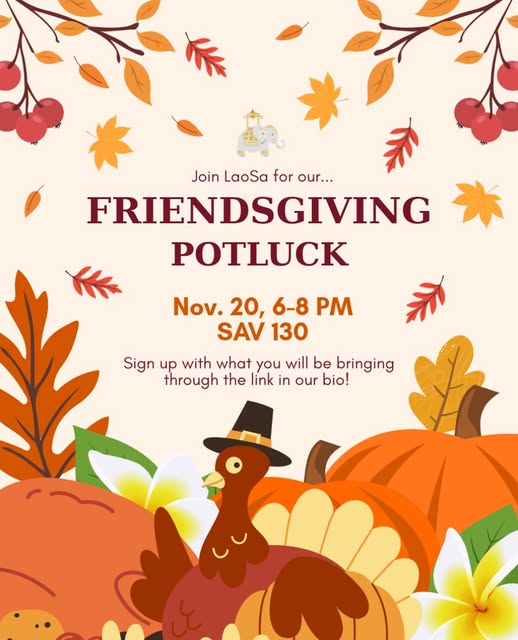 Join LaoSa for our...
FRIENDSGIVING
POTLUCK
Nov. 20, 6-8 PM
SAV 130
Sign up with what you will be bringing
through the link in our bio!